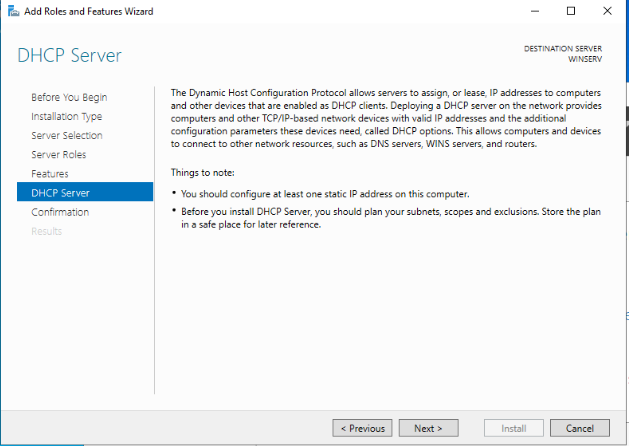 Add Roles and Features Wizard
DHCP Server
DESTINATION SERVER
WINSERV
Before You Begin
Installation Type
Server Selection
Server Roles
Features
DHCP Server
Confirmation
Results
The Dynamic Host Configuration Protocol allows servers to assign, or lease, IP addresses to computers
and other devices that are enabled as DHCP clients. Deploying a DHCP server on the network provides
computers and other TCP/IP-based network devices with valid IP addresses and the additional
configuration parameters these devices need, called DHCP options. This allows computers and devices
to connect to other network resources, such as DNS servers, WINS servers, and routers.
Things to note:
• You should configure at least one static IP address on this computer.
• Before you install DHCP Server, you should plan your subnets, scopes and exclusions. Store the plan
in a safe place for later reference.
< Previous
Next >
Install
Cancel